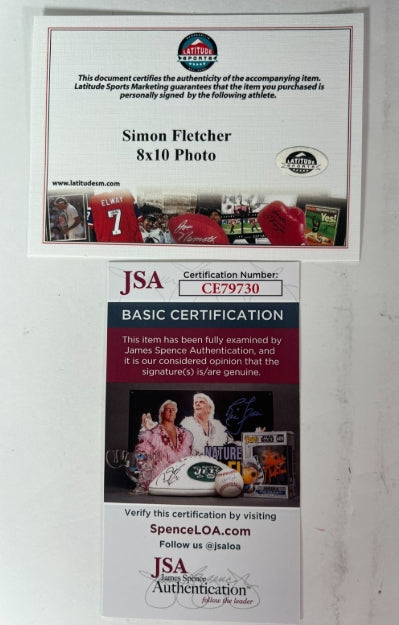 LATITUDE
SPORTS
This document certifies the authenticity of the accompanying item.
Latitude Sports Marketing guarantees that the item you purchased is
personally signed by the following athlete.
Simon Fletcher
8x10 Photo
LATITUDE
SPORTS
www.latitudesm.com
ELWAY
7
Yes!
JSA
Certification Number:
CE79730
BASIC CERTIFICATION
This item has been fully examined by
James Spence Authentication, and
it is our considered opinion that the
signature(s) is/are genuine.
NATURE
JETS
Verify this certification by visiting
SpenceLOA.com
Follow us @jsaloa
JSA
James Spence
Authentication
follow the leader